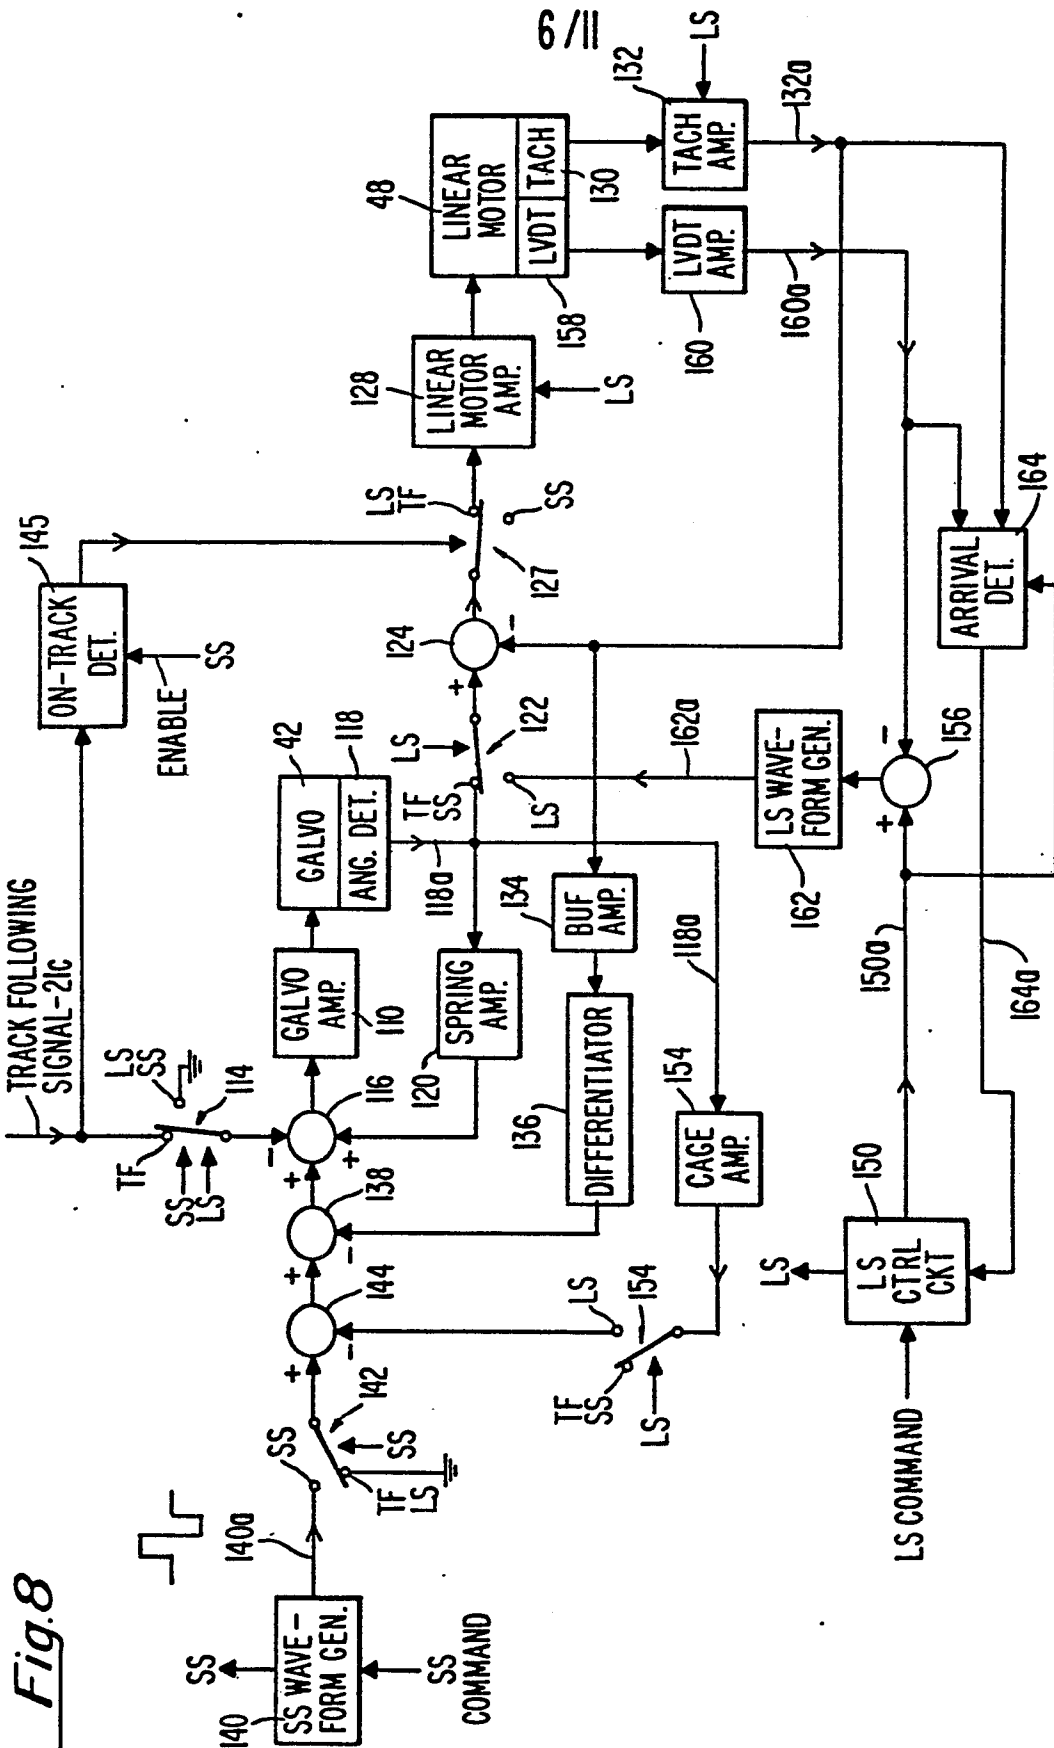 11/9
Fig. 8
TRACK FOLLOWING
SIGNAL-21c
ON-TRACK
DET.
145
ENABLE
SS
LS
SS
TF
114
SS
LS
GALVO
AMP.
110
GALVO
42
ANG. DET.
118
118a
SPRING
AMP.
120
116
-
+
+
138
+
-
144
+
-
+
142
SS
SS
TF
LS
140a
SS
SS WAVE-
FORM GEN.
140
SS
COMMAND
LS
TF
SS
LS
122
124
+
-
LS
TF
SS
127
LINEAR
MOTOR
AMP.
128
LS
LINEAR
MOTOR
48
LVDT
TACH
158
130
LVDT
AMP.
160
160a
TACH
AMP.
132
LS
132a
BUF
AMP.
134
DIFFERENTIATOR
136
118a
CAGE
AMP.
154
LS
154
TF
SS
LS
LS WAVE-
FORM GEN.
162
162a
156
+
-
ARRIVAL
DET.
164
164a
150a
LS
CTRL
CKT
150
LS
LS COMMAND